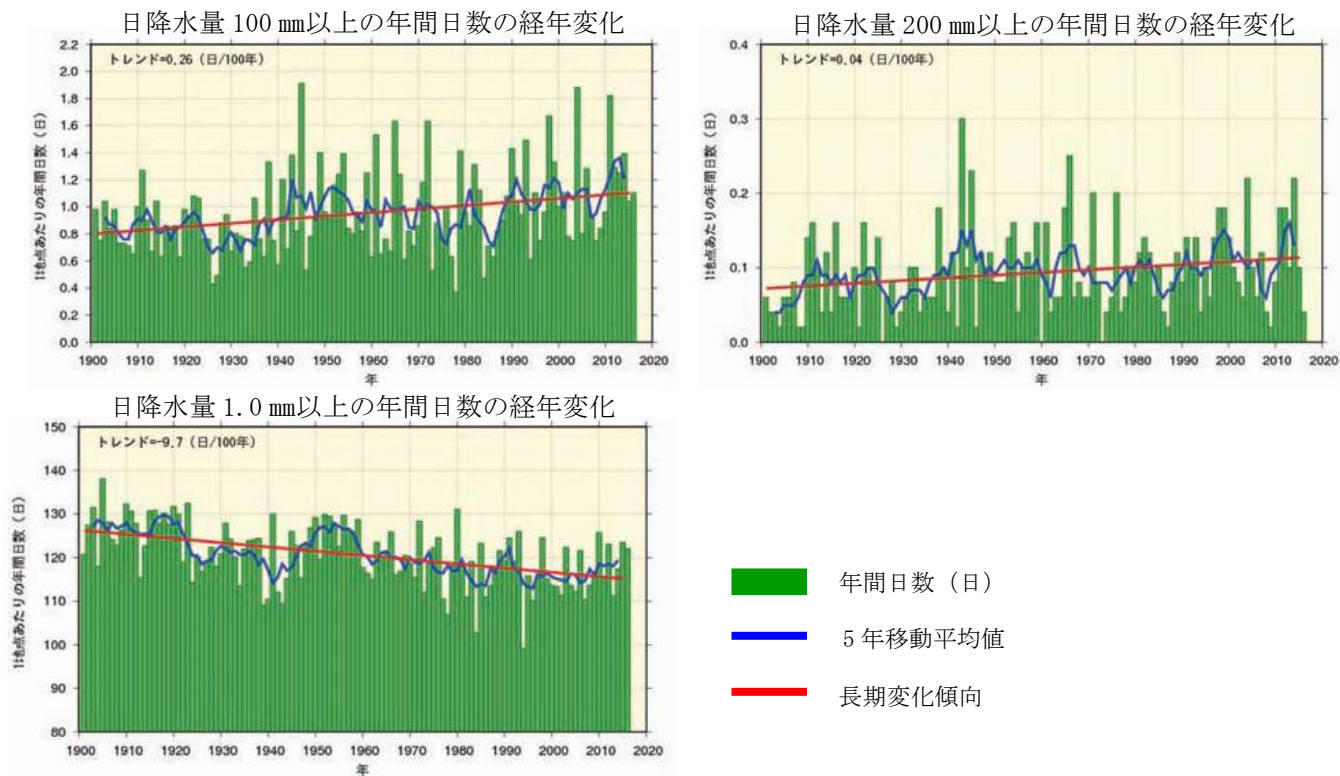 日降水量 100 ㎜以上の年間日数の経年変化
トレンド=0.26（日/100年）
1地点あたりの年間日数（日）
2.2
2.0
1.8
1.6
1.4
1.2
1.0
0.8
0.6
0.4
0.2
0.0
1900 1910 1920 1930 1940 1950 1960 1970 1980 1990 2000 2010 2020
年
日降水量 200 ㎜以上の年間日数の経年変化
トレンド=0.04（日/100年）
1地点あたりの年間日数（日）
0.4
0.3
0.2
0.1
0.0
1900 1910 1920 1930 1940 1950 1960 1970 1980 1990 2000 2010 2020
年
日降水量 1.0 ㎜以上の年間日数の経年変化
トレンド=-9.7（日/100年）
1地点あたりの年間日数（日）
150
140
130
120
110
100
90
80
1900 1910 1920 1930 1940 1950 1960 1970 1980 1990 2000 2010 2020
年
年間日数（日）
5 年移動平均値
長期変化傾向